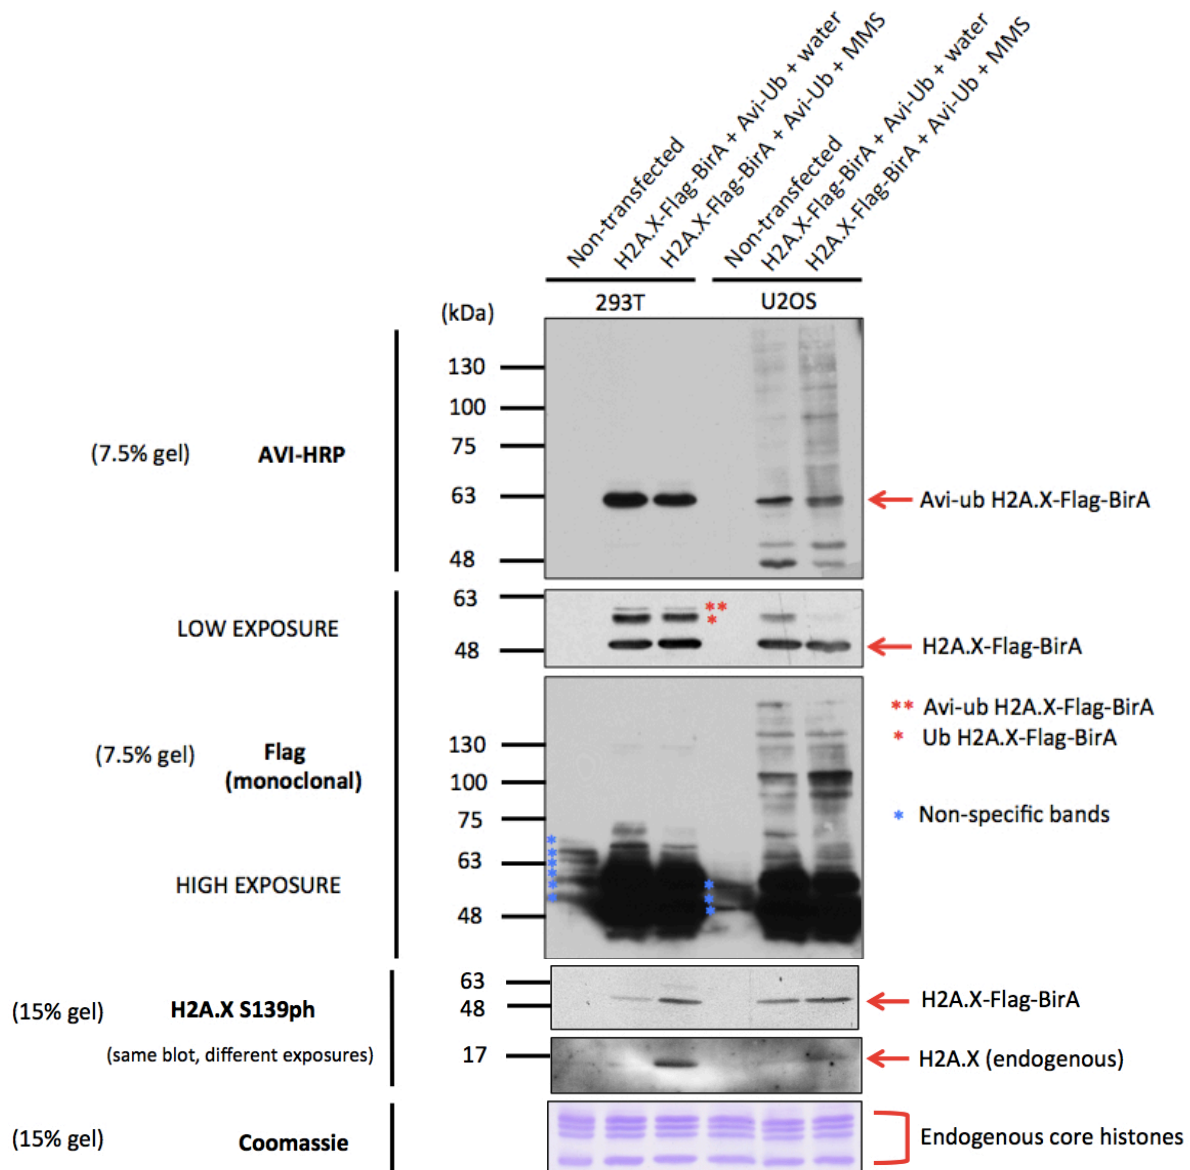 Non-transfected
H2A.X-Flag-BirA + Avi-Ub + water
H2A.X-Flag-BirA + Avi-Ub + MMS
Non-transfected
H2A.X-Flag-BirA + Avi-Ub + water
H2A.X-Flag-BirA + Avi-Ub + MMS
293T U2OS
(kDa)
130
100
75
(7.5% gel) AVI-HRP
63
Avi-ub H2A.X-Flag-BirA
48
63
**
*
LOW EXPOSURE
48
H2A.X-Flag-BirA
** Avi-ub H2A.X-Flag-BirA
* Ub H2A.X-Flag-BirA
(7.5% gel) Flag
(monoclonal)
130
100
75
* Non-specific bands
63
HIGH EXPOSURE
48
(15% gel) H2A.X S139ph
(same blot, different exposures)
63
48
H2A.X-Flag-BirA
17
H2A.X (endogenous)
(15% gel) Coomassie
Endogenous core histones